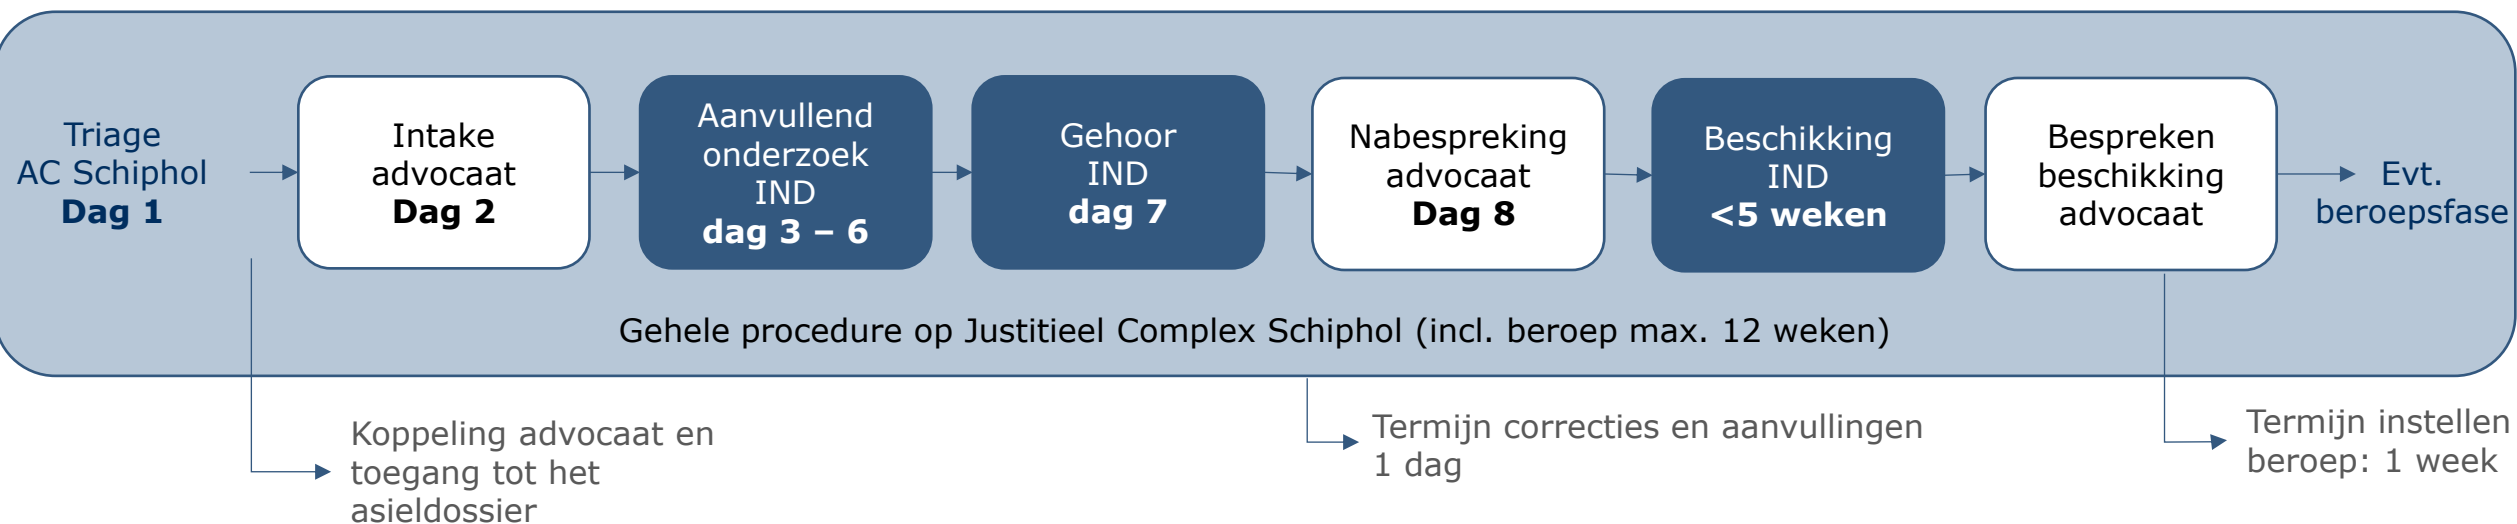 Triage
AC Schiphol
Dag 1
Intake
advocaat
Dag 2
Aanvullend
onderzoek
IND
dag 3 – 6
Gehoor
IND
dag 7
Nabespreking
advocaat
Dag 8
Beschikking
IND
<5 weken
Bespreken
beschikking
advocaat
Evt.
beroepsfase
Gehele procedure op Justitieel Complex Schiphol (incl. beroep max. 12 weken)
Koppeling advocaat en
toegang tot het
asieldossier
Termijn correcties en aanvullingen
1 dag
Termijn instellen
beroep: 1 week